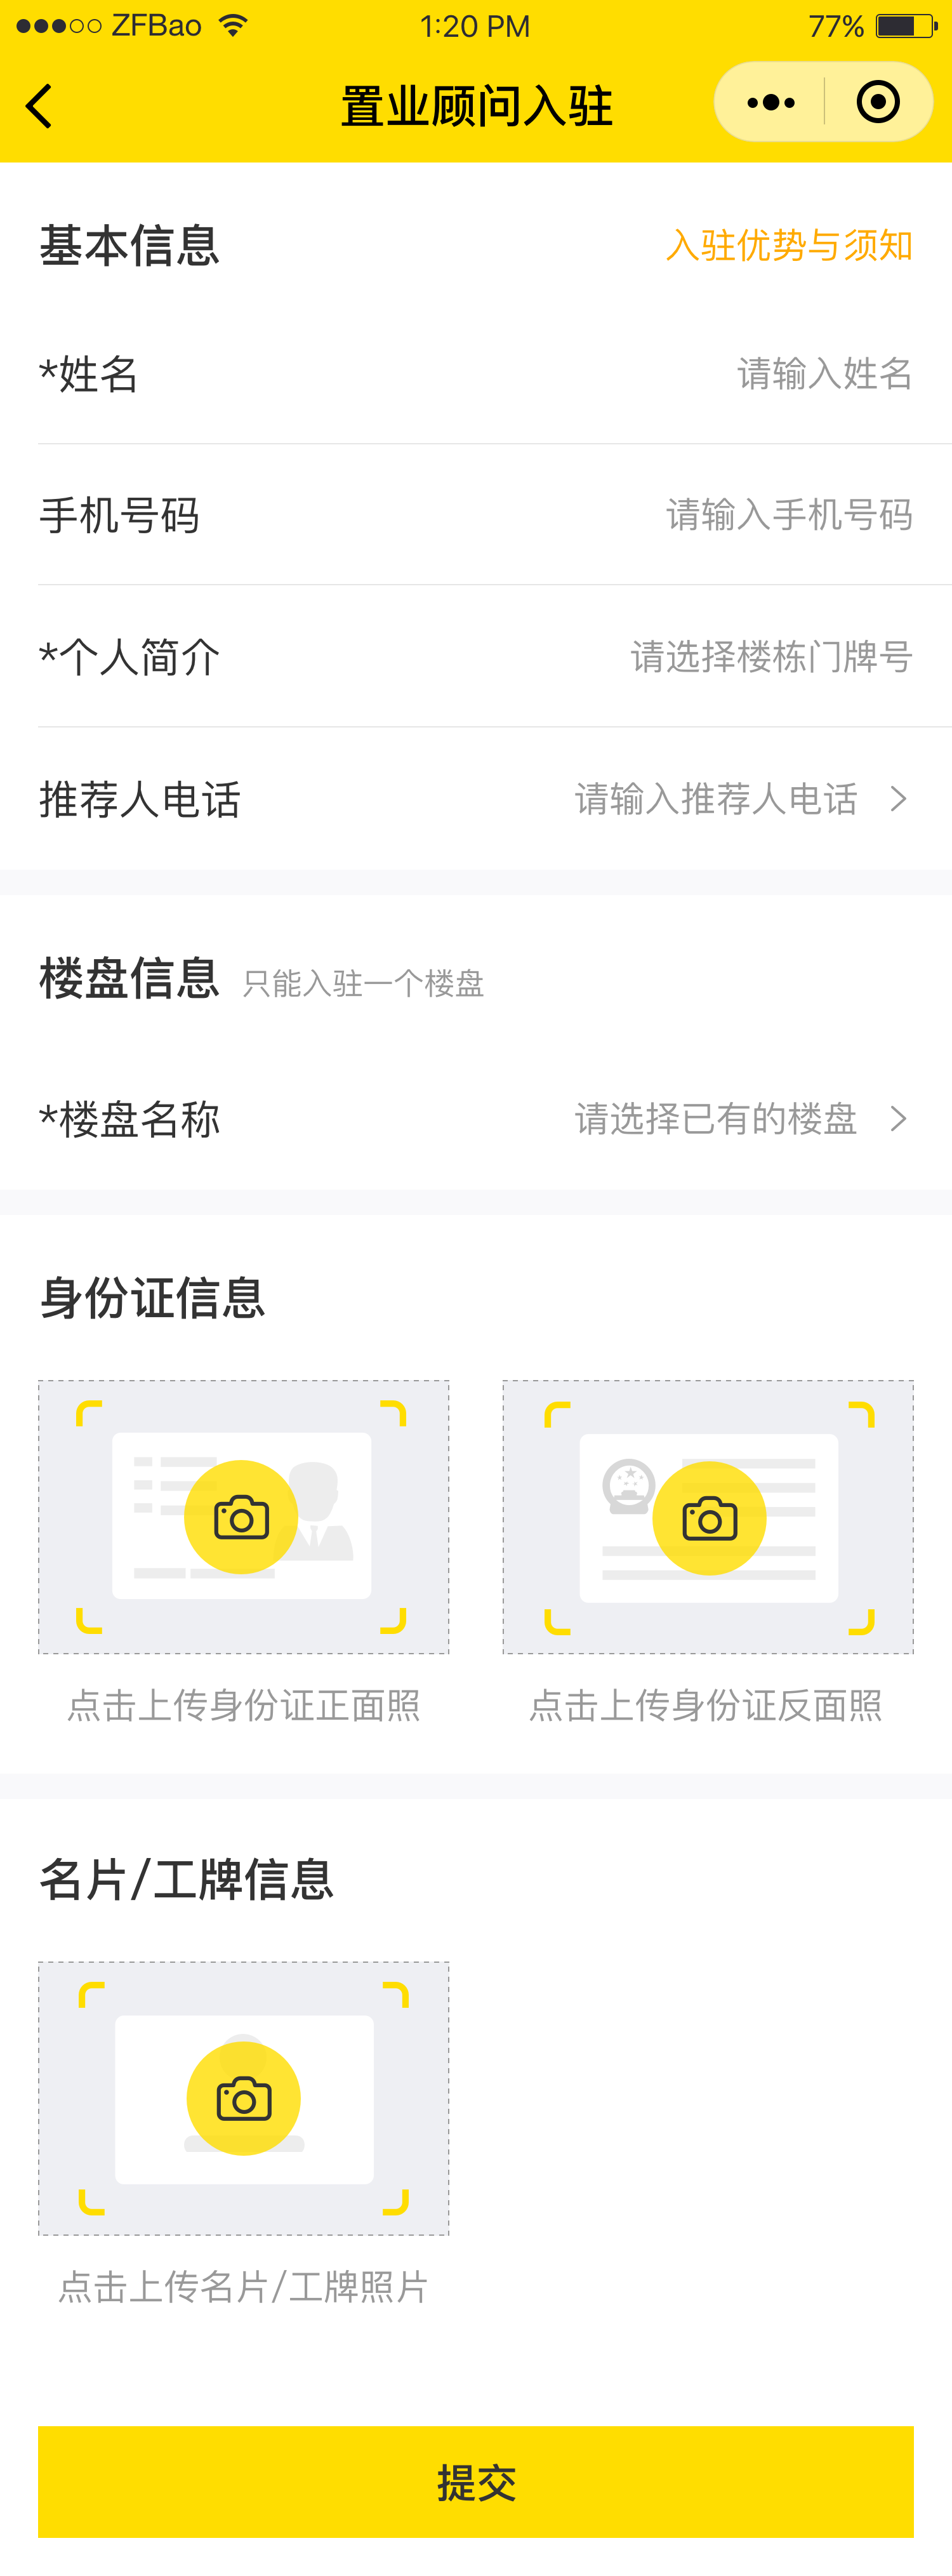 ZFBao 1:20 PM 77%
置业顾问入驻
基本信息 入驻优势与须知
*姓名 请输入姓名
手机号码 请输入手机号码
*个人简介 请选择楼栋门牌号
推荐人电话 请输入推荐人电话
楼盘信息 只能入驻一个楼盘
*楼盘名称 请选择已有的楼盘
身份证信息
点击上传身份证正面照 点击上传身份证反面照
名片/工牌信息
点击上传名片/工牌照片
提交